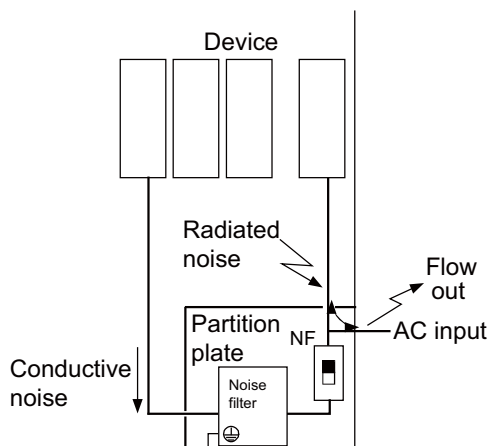 Device
Radiated
noise
Flow
out
Partition
plate
NF
AC input
Conductive
noise
Noise
filter